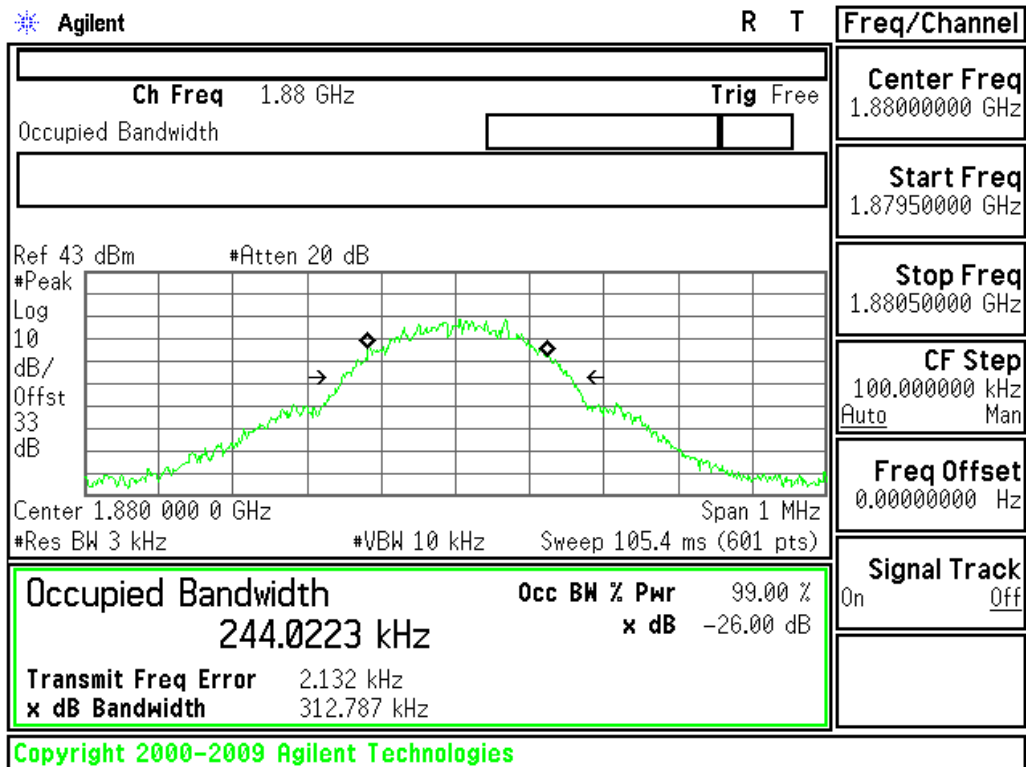 Agilent R T
Ch Freq 1.88 GHz Trig Free
Occupied Bandwidth
Ref 43 dBm #Atten 20 dB
#Peak
Log
10
dB/
Offst
33
dB
Center 1.880 000 0 GHz Span 1 MHz
#Res BW 3 kHz #VBW 10 kHz Sweep 105.4 ms (601 pts)
Occupied Bandwidth Occ BW % Pwr 99.00 %
244.0223 kHz x dB -26.00 dB
Transmit Freq Error 2.132 kHz
x dB Bandwidth 312.787 kHz
Copyright 2000-2009 Agilent Technologies
Freq/Channel
Center Freq
1.88000000 GHz
Start Freq
1.87950000 GHz
Stop Freq
1.88050000 GHz
CF Step
100.000000 kHz
Auto Man
Freq Offset
0.00000000 Hz
Signal Track
On Off